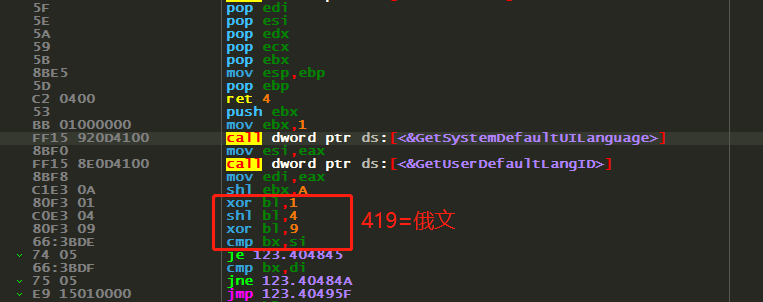 5F pop edi
5E pop esi
5A pop edx
59 pop ecx
5B pop ebx
8BE5 mov esp,ebp
5D pop ebp
C2 0400 ret 4
53 push ebx
BB 01000000 mov ebx,1
FF15 920D4100 call dword ptr ds:[<&GetSystemDefaultUILanguage>]
8BF0 mov esi,eax
FF15 8E0D4100 call dword ptr ds:[<&GetUserDefaultLangID>]
8BF8 mov edi,eax
C1E3 0A shl ebx,A
80F3 01 xor bl,1
C0E3 04 shl bl,4 419=俄文
80F3 09 xor bl,9
66:3BDE cmp bx,si
74 05 je 123.404845
66:3BDF cmp bx,di
75 05 jne 123.40484A
E9 15010000 jmp 123.40495F